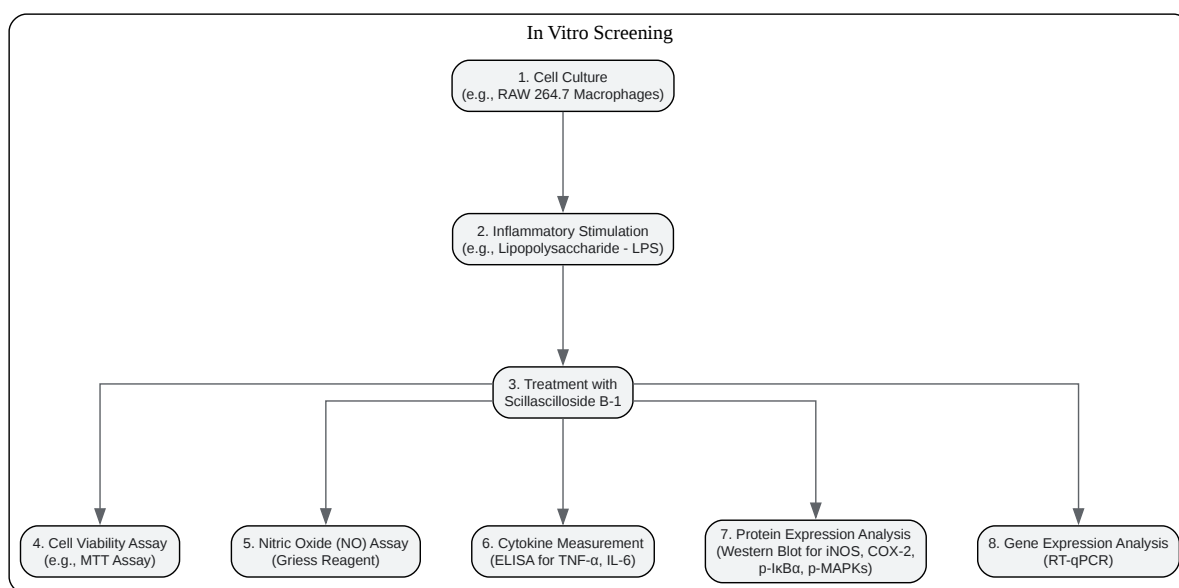 In Vitro Screening
1. Cell Culture
(e.g., RAW 264.7 Macrophages)
2. Inflammatory Stimulation
(e.g., Lipopolysaccharide - LPS)
3. Treatment with
Scillascilloside B-1
4. Cell Viability Assay
(e.g., MTT Assay)
5. Nitric Oxide (NO) Assay
(Griess Reagent)
6. Cytokine Measurement
(ELISA for TNF-α, IL-6)
7. Protein Expression Analysis
(Western Blot for iNOS, COX-2,
p-IκBα, p-MAPKs)
8. Gene Expression Analysis
(RT-qPCR)